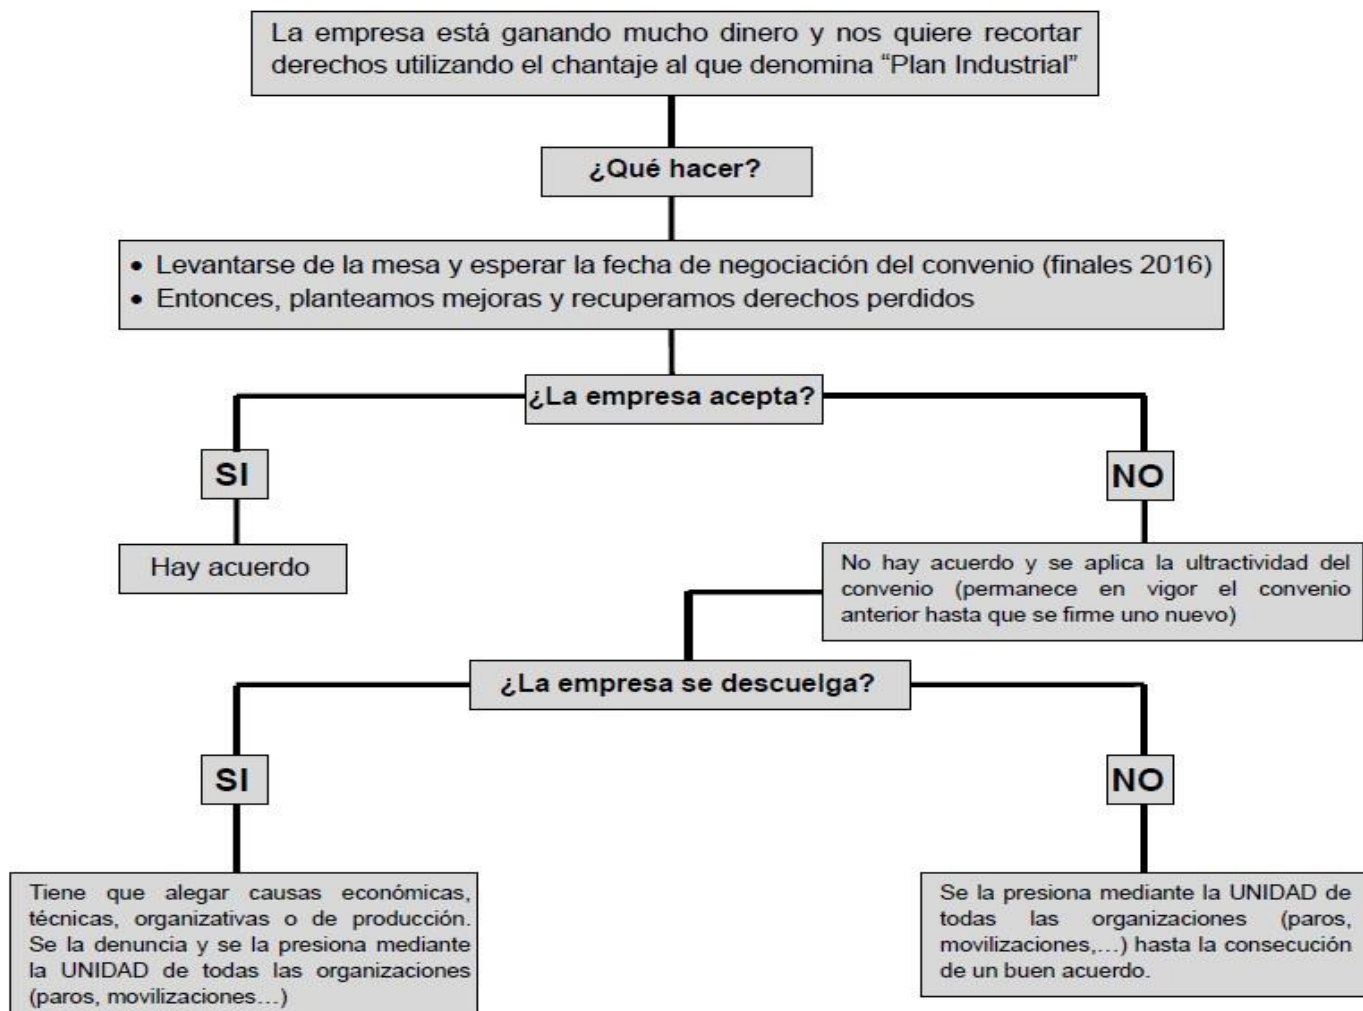 La empresa está ganando mucho dinero y nos quiere recortar
derechos utilizando el chantaje al que denomina “Plan Industrial”
¿Qué hacer?
• Levantarse de la mesa y esperar la fecha de negociación del convenio (finales 2016)
• Entonces, planteamos mejoras y recuperamos derechos perdidos
¿La empresa acepta?
SI
NO
Hay acuerdo
No hay acuerdo y se aplica la ultractividad del
convenio (permanece en vigor el convenio
anterior hasta que se firme uno nuevo)
¿La empresa se descuelga?
SI
NO
Tiene que alegar causas económicas,
técnicas, organizativas o de producción.
Se la denuncia y se la presiona mediante
la UNIDAD de todas las organizaciones
(paros, movilizaciones…)
Se la presiona mediante la UNIDAD de
todas las organizaciones (paros,
movilizaciones,…) hasta la consecución
de un buen acuerdo.